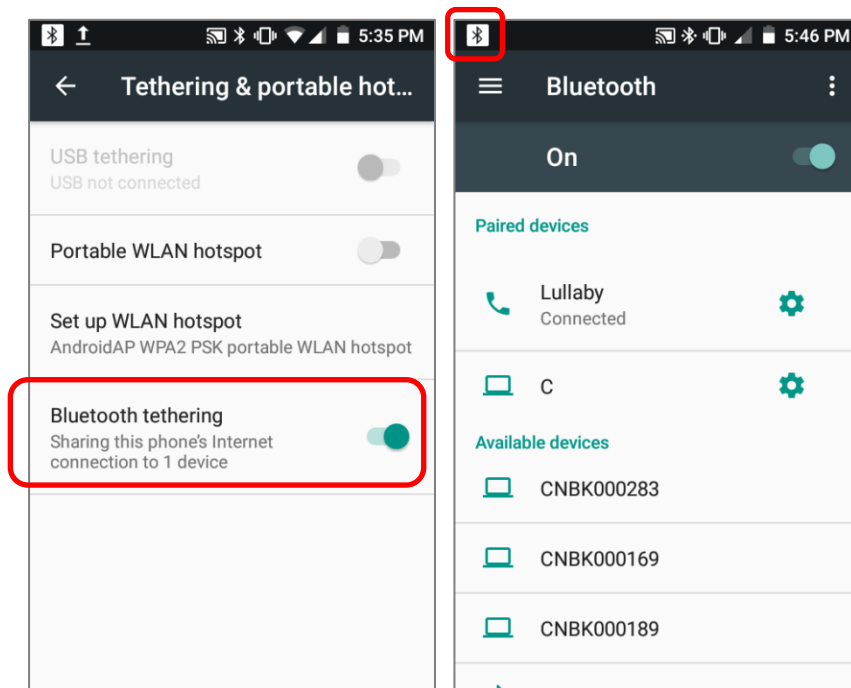 5:35 PM
Tethering & portable hot...
USB tethering
USB not connected
Portable WLAN hotspot
Set up WLAN hotspot
AndroidAP WPA2 PSK portable WLAN hotspot
Bluetooth tethering
Sharing this phone's Internet
connection to 1 device
5:46 PM
Bluetooth
On
Paired devices
Lullaby
Connected
C
Available devices
CNBK000283
CNBK000169
CNBK000189